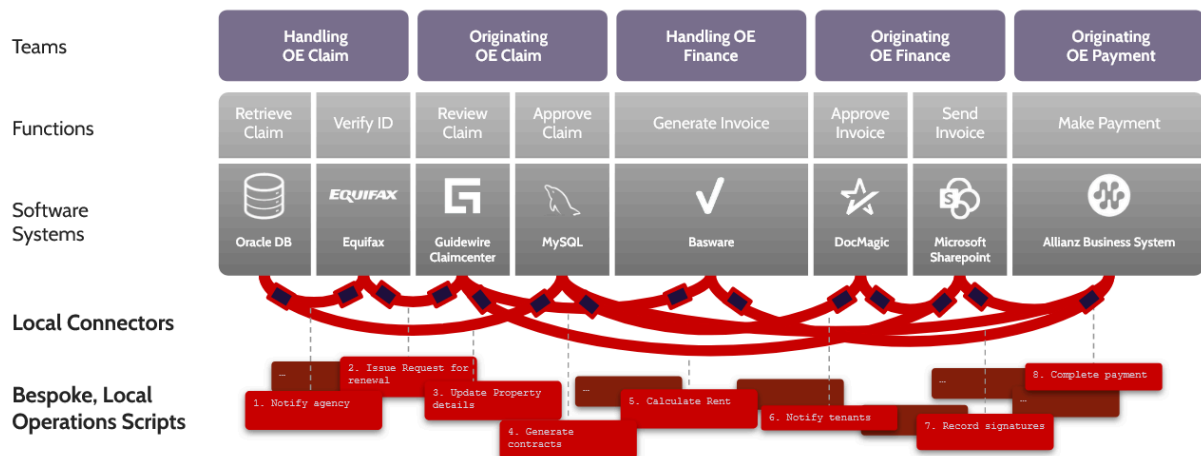 Teams
Handling
OE Claim
Originating
OE Claim
Handling OE
Finance
Originating
OE Finance
Originating
OE Payment
Functions
Retrieve
Claim
Verify ID
Review
Claim
Approve
Claim
Generate Invoice
Approve
Invoice
Send
Invoice
Make Payment
Software
Systems
EQUIFAX
S
Oracle DB
Equifax
Guidewire
Claimcenter
MySQL
Basware
DocMagic
Microsoft
Sharepoint
Allianz Business System
Local Connectors
Bespoke, Local
Operations Scripts
...
1. Notify agency
2. Issue Request for
renewal
3. Update Property
details
4. Generate
contracts
...
5. Calculate Rent
...
6. Notify tenants
...
7. Record signatures
...
8. Complete payment
...